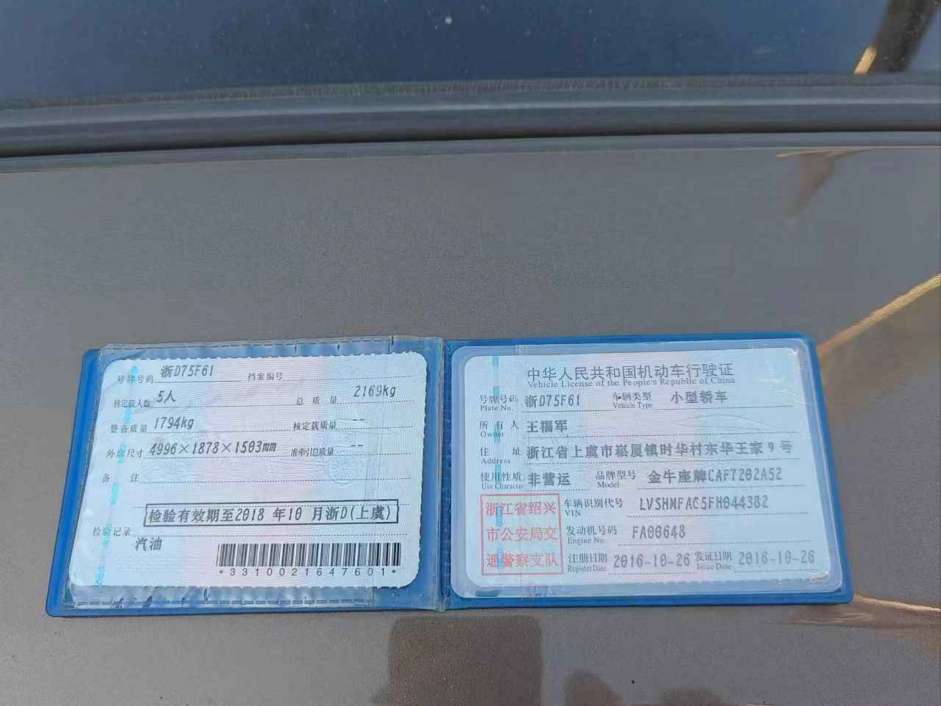 号牌号码 浙D75F61 档案编号
核定载人数 5人 总质量 2169kg
整备质量 1794kg 核定载质量 --
外廓尺寸 4996×1878×1503mm 准牵引总质量 --
备注
检验有效期至2018年10月浙D(上虞)
检验记录
汽油
*3310021647601*
中华人民共和国机动车行驶证
Vehicle License of the People's Republic of China
号牌号码 浙D75F61 车辆类型 小型轿车
Plate No. Vehicle Type
所有人 王福军
Owner
住址 浙江省上虞市崧厦镇时华村东华王家9号
Address
使用性质 非营运 品牌型号 金牛座牌CAF7202A52
Use Character Model
浙江省绍兴
市公安局交
通警察支队
车辆识别代号 LVSHMFAC5FH044382
VIN
发动机号码 FA00648
Engine No.
注册日期 2016-10-26 发证日期 2016-10-26
Register Date Issue Date